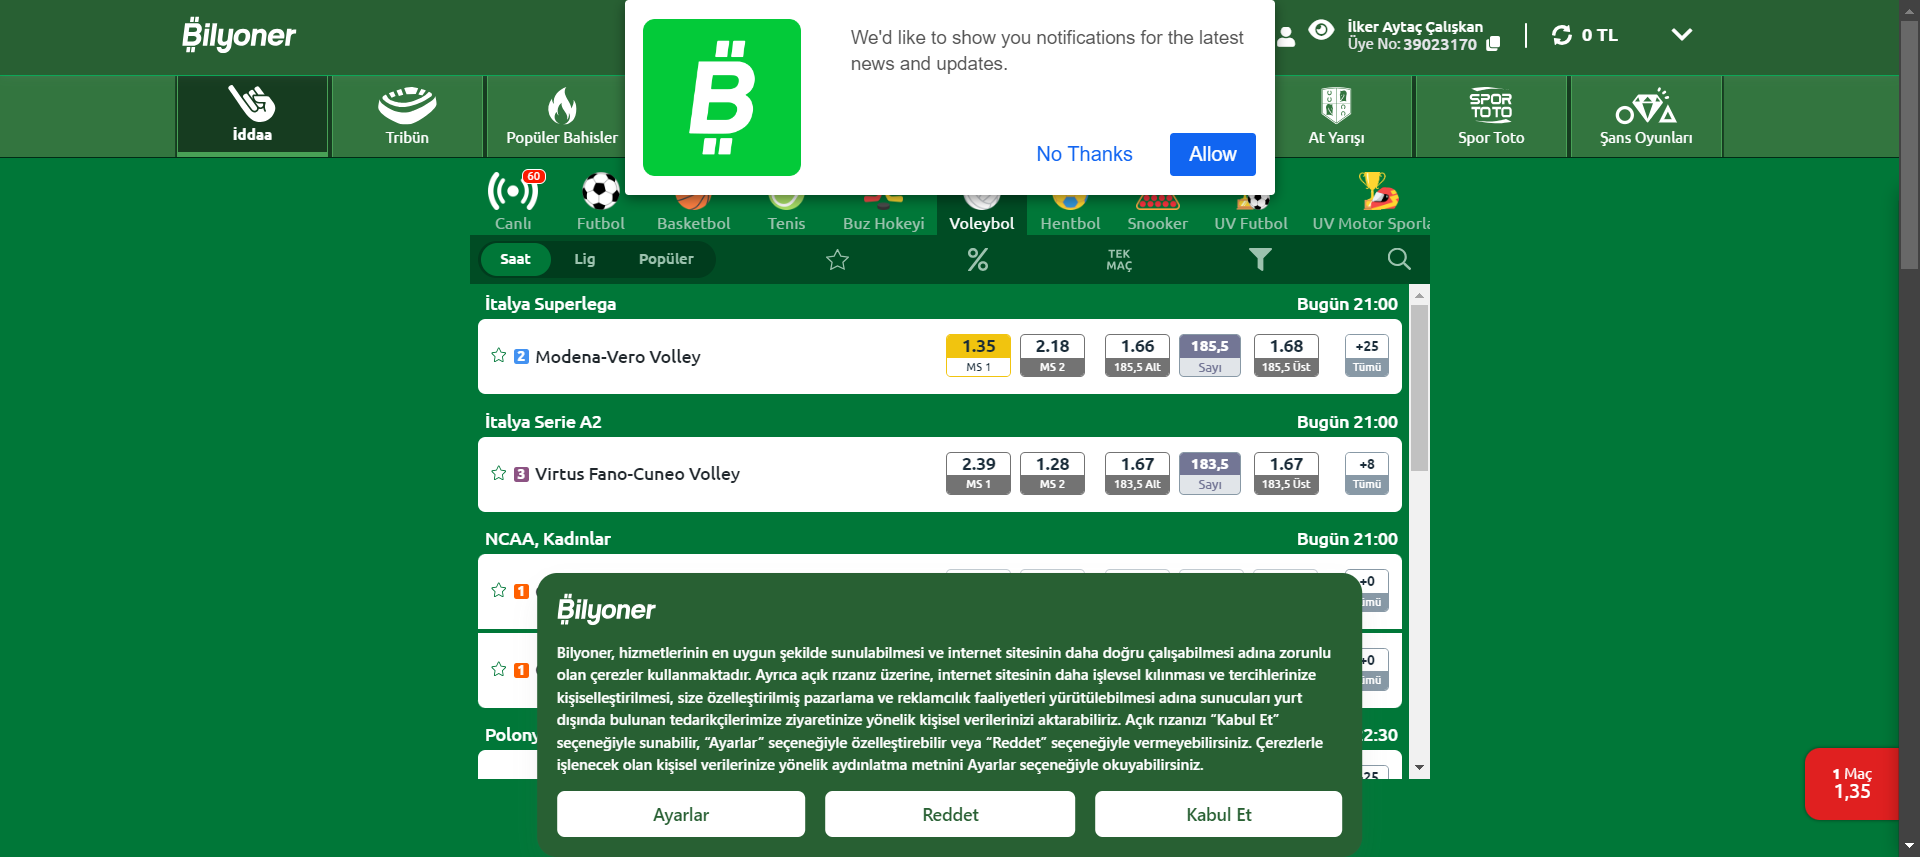 Bilyoner
We'd like to show you notifications for the latest
news and updates.
No Thanks
Allow
İlker Aytaç Çalışkan
Üye No: 39023170
0 TL
İddaa
Tribün
Popüler Bahisler
At Yarışı
SPOR
TOTO
Spor Toto
Şans Oyunları
60
Canlı
Futbol
Basketbol
Tenis
Buz Hokeyi
Voleybol
Hentbol
Snooker
UV Futbol
UV Motor Sporla
Saat
Lig
Popüler
%
TEK
MAÇ
İtalya Superlega
Bugün 21:00
2 Modena-Vero Volley
1.35
MS 1
2.18
MS 2
1.66
185,5 Alt
185,5
Sayı
1.68
185,5 Üst
+25
Tümü
İtalya Serie A2
Bugün 21:00
3 Virtus Fano-Cuneo Volley
2.39
MS 1
1.28
MS 2
1.67
183,5 Alt
183,5
Sayı
1.67
183,5 Üst
+8
Tümü
NCAA, Kadınlar
Bugün 21:00
1
+0
ümü
1
+0
ümü
Polony
2:30
25
Bilyoner
Bilyoner, hizmetlerinin en uygun şekilde sunulabilmesi ve internet sitesinin daha doğru çalışabilmesi adına zorunlu
olan çerezler kullanmaktadır. Ayrıca açık rızanız üzerine, internet sitesinin daha işlevsel kılınması ve tercihlerinize
kişiselleştirilmesi, size özelleştirilmiş pazarlama ve reklamcılık faaliyetleri yürütülebilmesi adına sunucuları yurt
dışında bulunan tedarikçilerimize ziyaretinize yönelik kişisel verilerinizi aktarabiliriz. Açık rızanızı “Kabul Et”
seçeneğiyle sunabilir, “Ayarlar” seçeneğiyle özelleştirebilir veya “Reddet” seçeneğiyle vermeyebilirsiniz. Çerezlerle
işlenecek olan kişisel verilerinize yönelik aydınlatma metnini Ayarlar seçeneğiyle okuyabilirsiniz.
Ayarlar
Reddet
Kabul Et
1 Maç
1,35